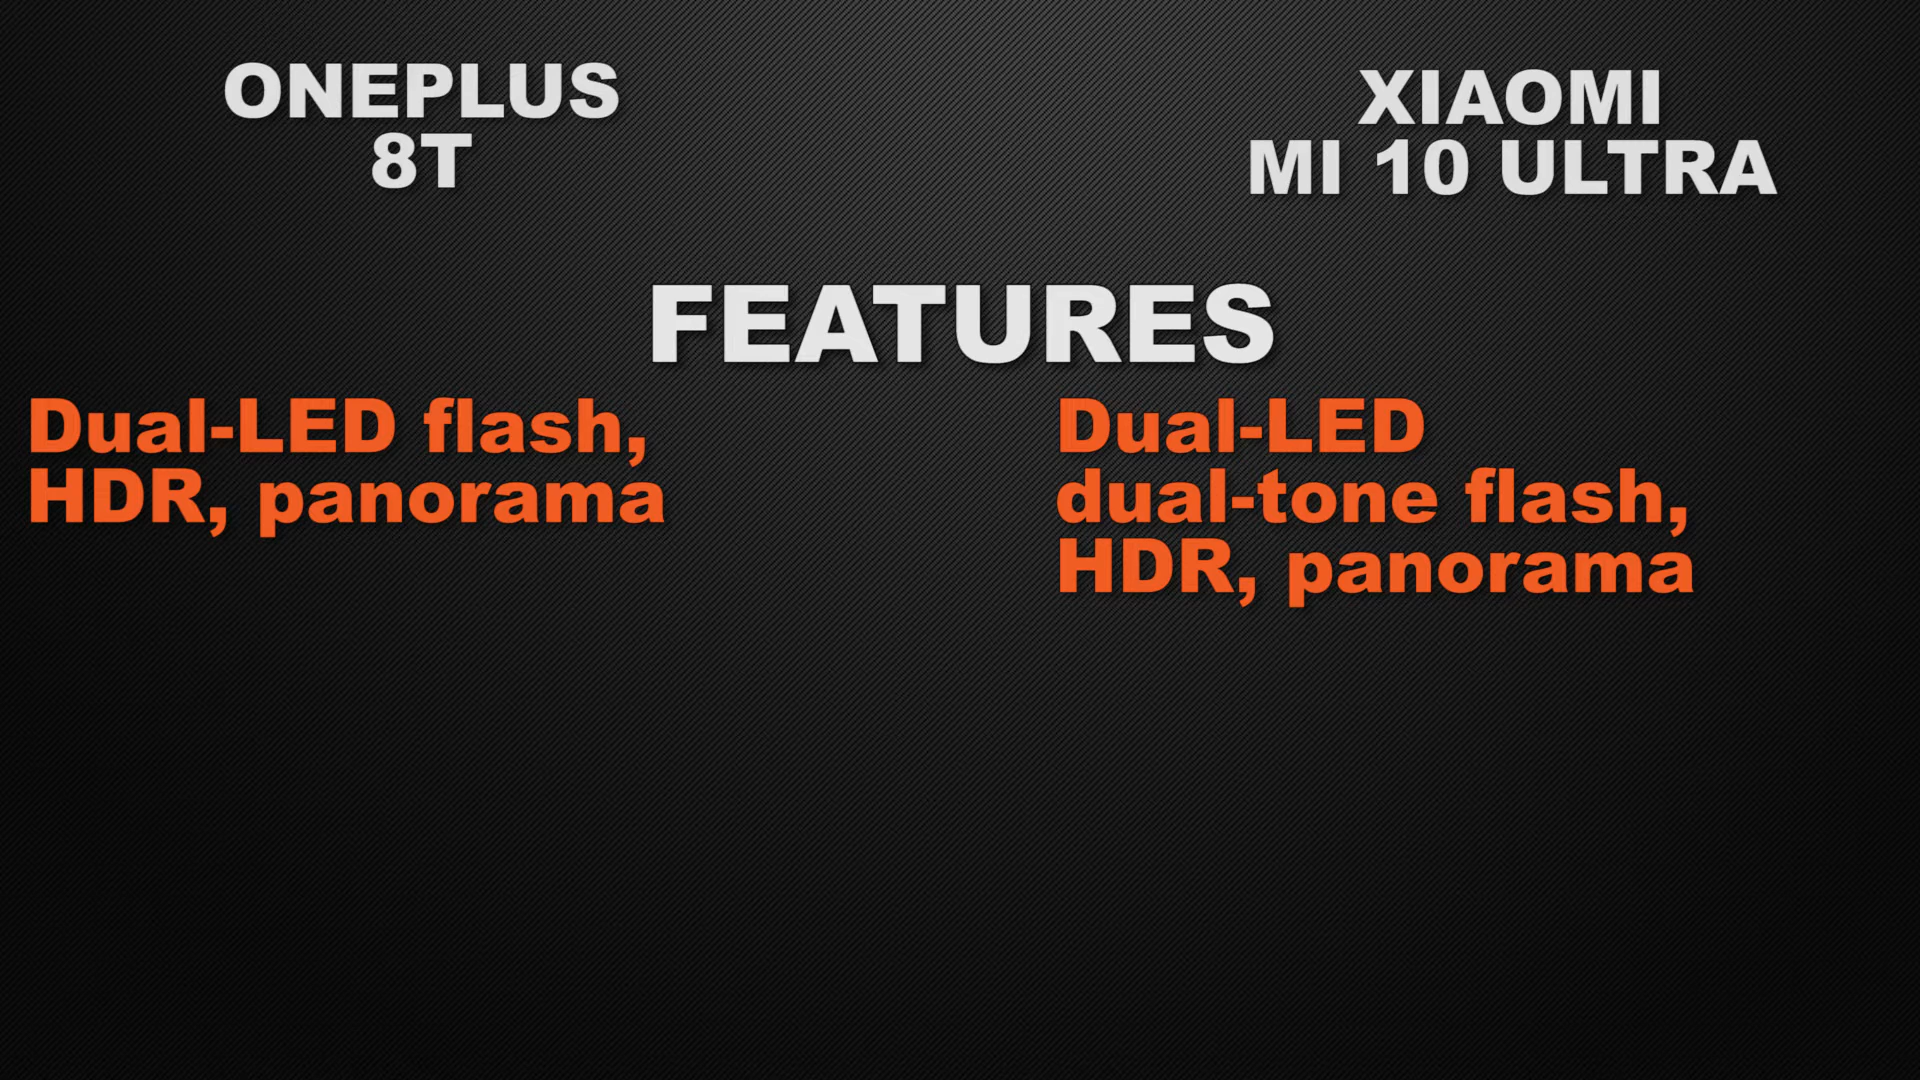 ONEPLUS
8T
XIAOMI
MI 10 ULTRA
FEATURES
Dual-LED flash,
HDR, panorama
Dual-LED
dual-tone flash,
HDR, panorama